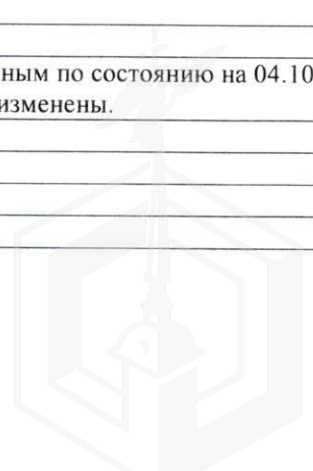 ным по состоянию на 04.10
изменены.